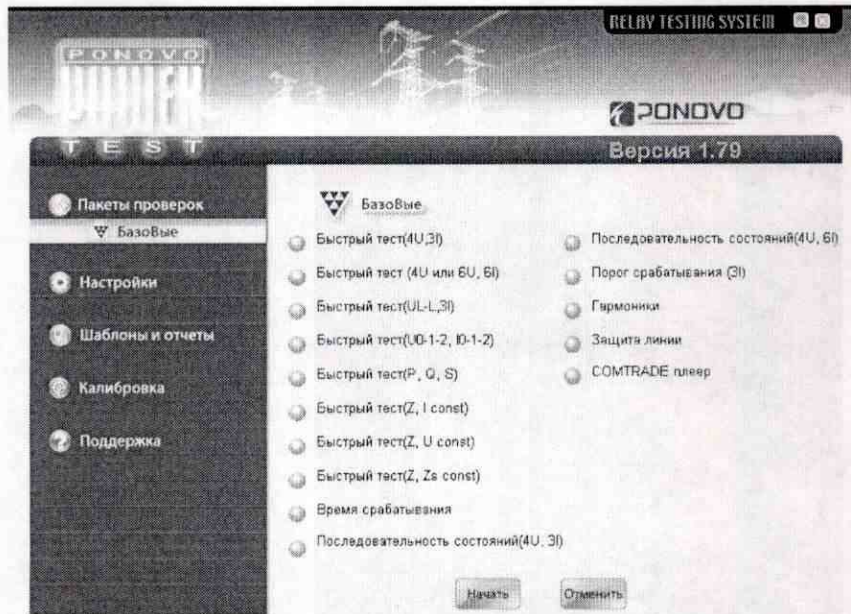 RELAY TESTING SYSTEM
PONOVO
TEST
PONOVO
Версия 1.79
Пакеты проверок
БазоВые
Настройки
Шаблоны и отчеты
Калибровка
Поддержка
БазоВые
Быстрый тест(4U,3I)
Быстрый тест (4U или 6U, 6I)
Быстрый тест(UL-L,3I)
Быстрый тест(U0-1-2, I0-1-2)
Быстрый тест(P, Q, S)
Быстрый тест(Z, I const)
Быстрый тест(Z, U const)
Быстрый тест(Z, Zs const)
Время срабатывания
Последовательность состояний(4U, 3I)
Последовательность состояний(4U, 6I)
Порог срабатывания (3I)
Гармоники
Защита линии
COMTRADE плеер
Начать
Отменить